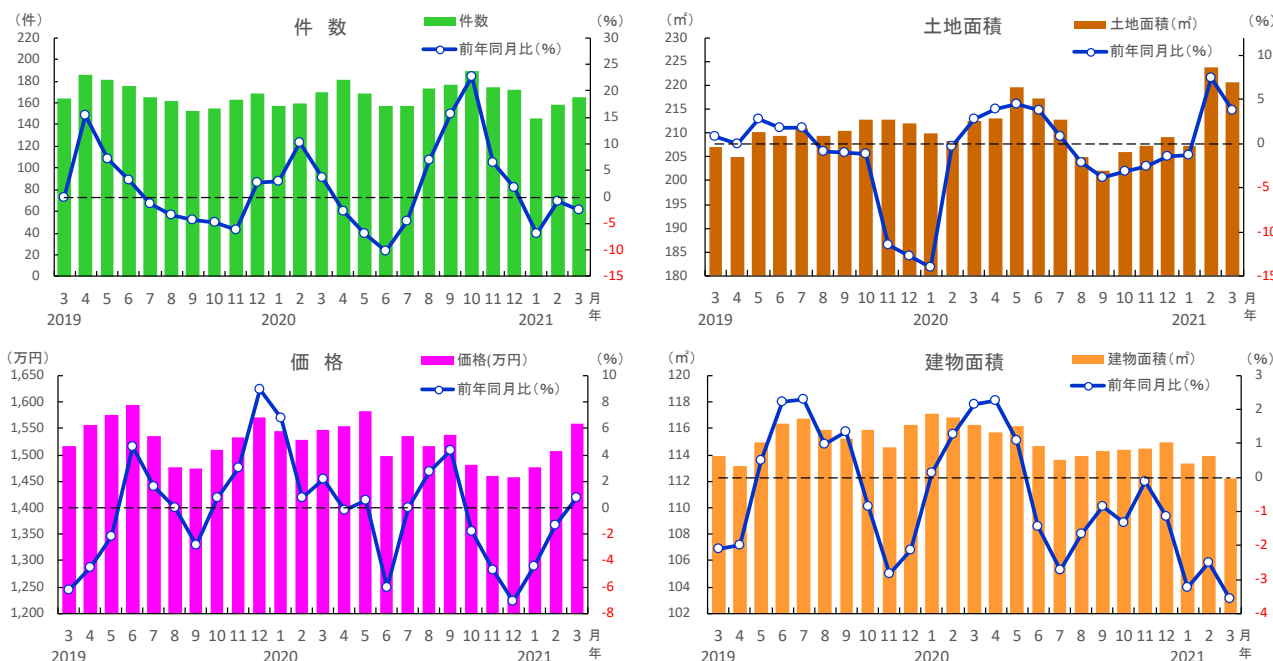 （件） 件 数 （%）
件数
前年同月比（%）
220 200 180 160 140 120 100 80 60 40 20 0
30 25 20 15 10 5 0 -5 -10 -15
3 4 5 6 7 8 9 10 11 12 1 2 3 4 5 6 7 8 9 10 11 12 1 2 3 月
2019 2020 2021 年
（㎡） 土地面積 （%）
土地面積（㎡）
前年同月比（%）
230 225 220 215 210 205 200 195 190 185 180
10 5 0 -5 -10 -15
3 4 5 6 7 8 9 10 11 12 1 2 3 4 5 6 7 8 9 10 11 12 1 2 3 月
2019 2020 2021 年
（万円） 価 格 （%）
価格(万円)
前年同月比（%）
1,650 1,600 1,550 1,500 1,450 1,400 1,350 1,300 1,250 1,200
10 8 6 4 2 0 -2 -4 -6 -8
3 4 5 6 7 8 9 10 11 12 1 2 3 4 5 6 7 8 9 10 11 12 1 2 3 月
2019 2020 2021 年
（㎡） 建物面積 （%）
建物面積（㎡）
前年同月比（%）
120 118 116 114 112 110 108 106 104 102
3 2 1 0 -1 -2 -3 -4
3 4 5 6 7 8 9 10 11 12 1 2 3 4 5 6 7 8 9 10 11 12 1 2 3 月
2019 2020 2021 年